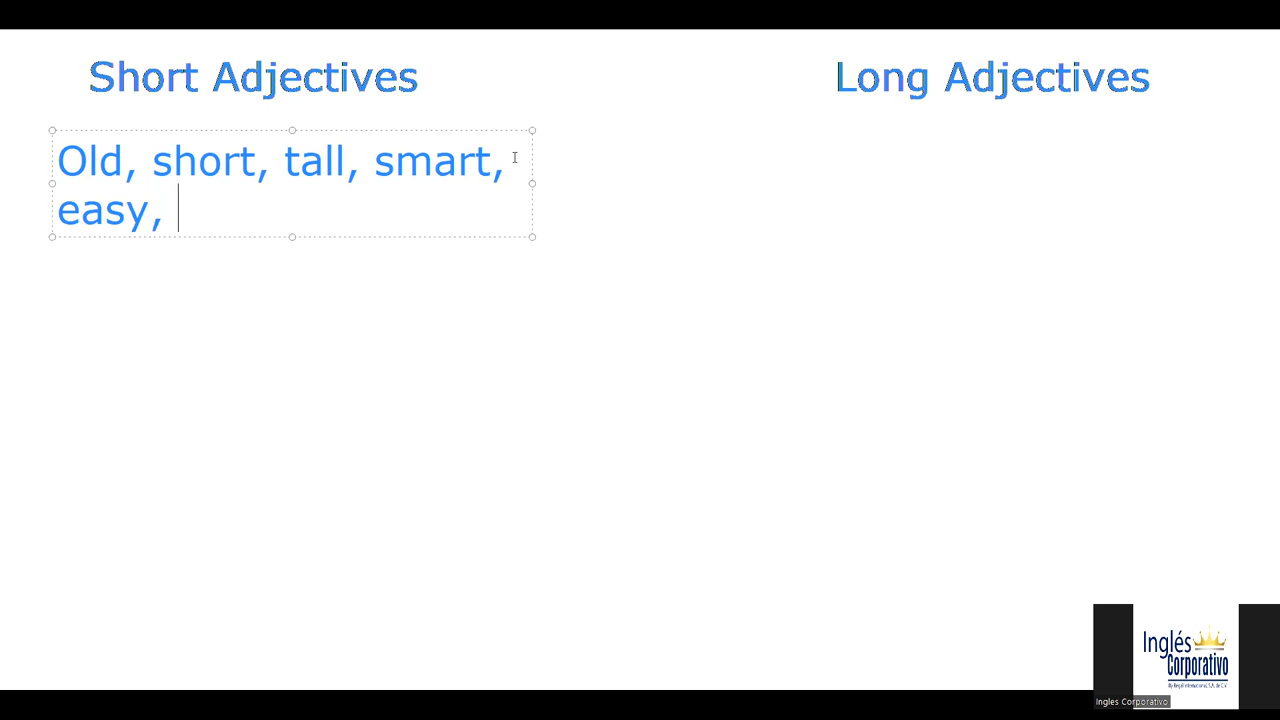 Short Adjectives
Long Adjectives
Old, short, tall, smart,
easy,
Inglés
Corporativo
Ingles Corporativo